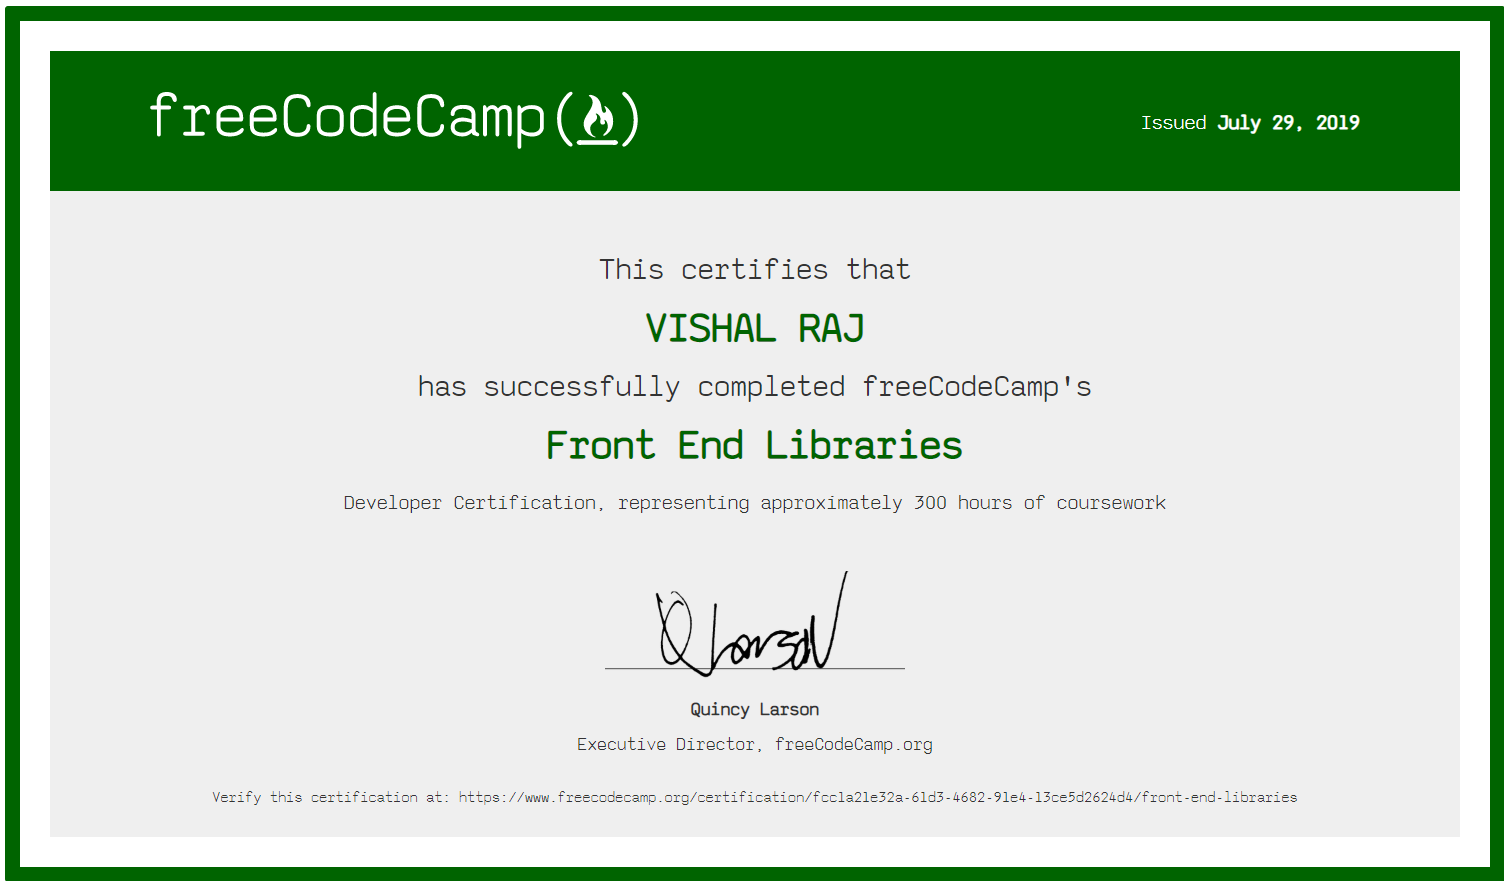 freeCodeCamp(🔥)
Issued July 29, 2019
This certifies that
VISHAL RAJ
has successfully completed freeCodeCamp's
Front End Libraries
Developer Certification, representing approximately 300 hours of coursework
Q Larson
Quincy Larson
Executive Director, freeCodeCamp.org
Verify this certification at: https://www.freecodecamp.org/certification/fcc1a21e32a-61d3-4682-91e4-13ce5d2624d4/front-end-libraries